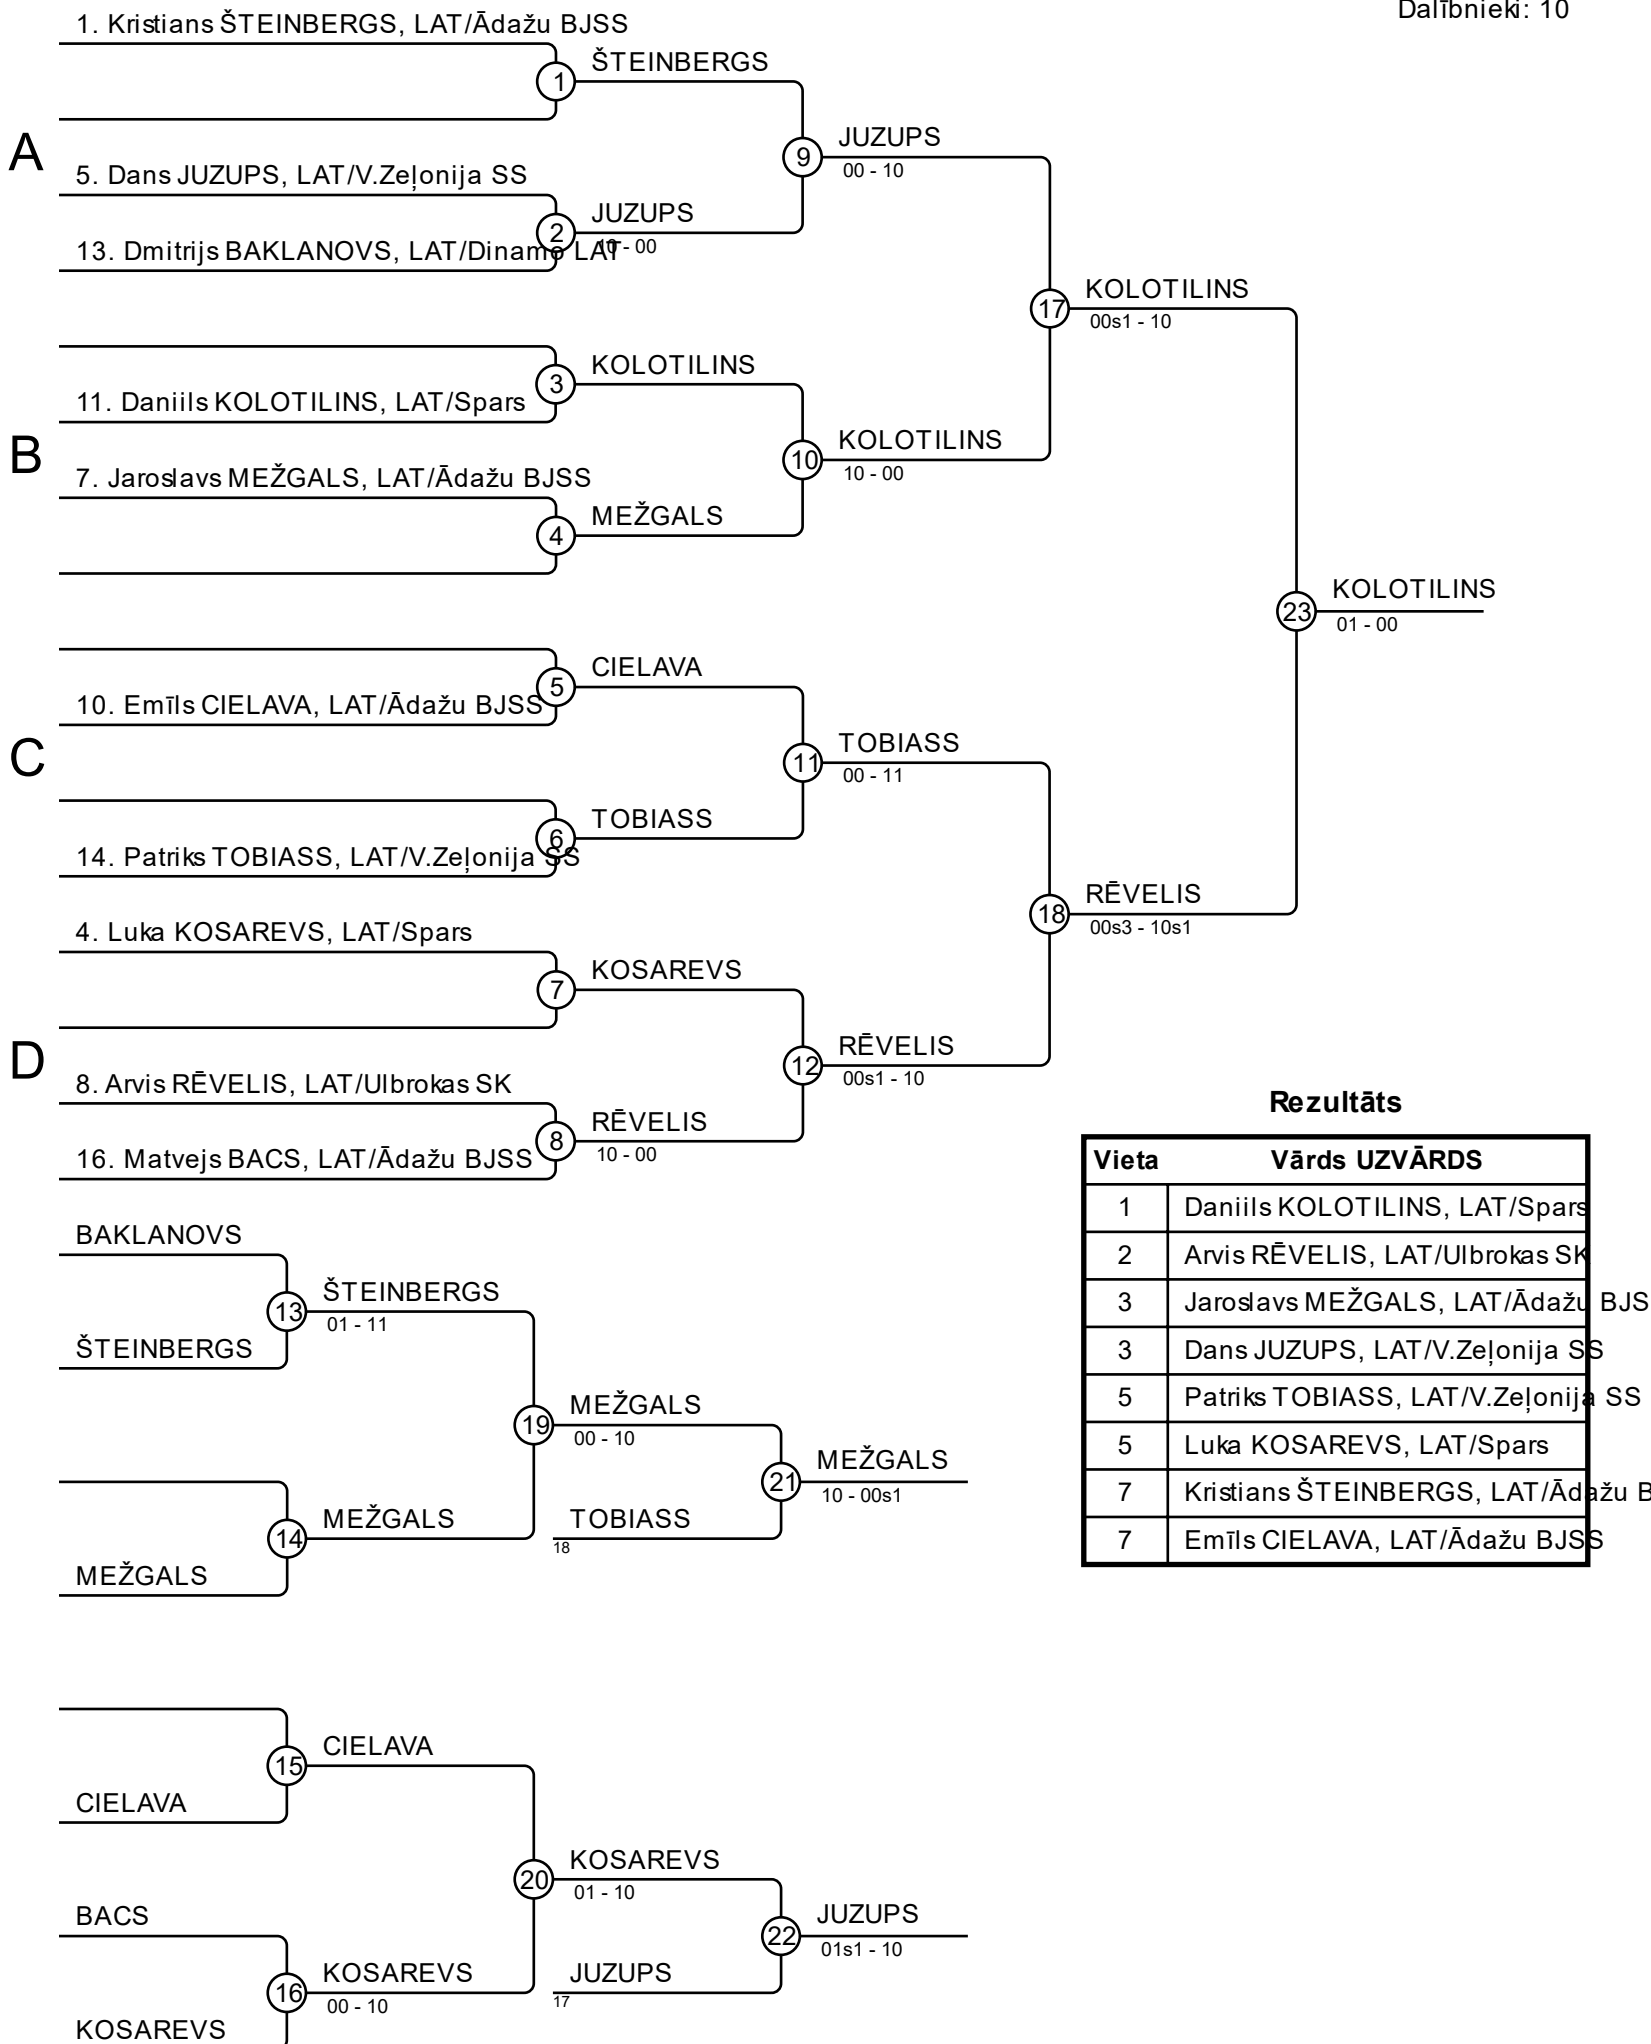 Dalībnieki: 10
1. Kristians ŠTEINBERGS, LAT/Ādažu BJSS
1
ŠTEINBERGS
A
9
JUZUPS
00 - 10
5. Dans JUZUPS, LAT/V.Zeļonija SS
2
JUZUPS
10 - 00
13. Dmitrijs BAKLANOVS, LAT/Dinamo LAT
17
KOLOTILINS
00s1 - 10
3
KOLOTILINS
11. Daniils KOLOTILINS, LAT/Spars
B
10
KOLOTILINS
10 - 00
7. Jaroslavs MEŽGALS, LAT/Ādažu BJSS
4
MEŽGALS
23
KOLOTILINS
01 - 00
5
CIELAVA
10. Emīls CIELAVA, LAT/Ādažu BJSS
C
11
TOBIASS
00 - 11
6
TOBIASS
14. Patriks TOBIASS, LAT/V.Zeļonija SS
18
RĒVELIS
00s3 - 10s1
4. Luka KOSAREVS, LAT/Spars
7
KOSAREVS
D
12
RĒVELIS
00s1 - 10
8. Arvis RĒVELIS, LAT/Ulbrokas SK
8
RĒVELIS
10 - 00
16. Matvejs BACS, LAT/Ādažu BJSS
Rezultāts
Vieta Vārds UZVĀRDS
1 Daniils KOLOTILINS, LAT/Spars
2 Arvis RĒVELIS, LAT/Ulbrokas SK
3 Jaroslavs MEŽGALS, LAT/Ādažu BJS
3 Dans JUZUPS, LAT/V.Zeļonija SS
5 Patriks TOBIASS, LAT/V.Zeļonija SS
5 Luka KOSAREVS, LAT/Spars
7 Kristians ŠTEINBERGS, LAT/Ādažu B
7 Emīls CIELAVA, LAT/Ādažu BJSS
BAKLANOVS
13
ŠTEINBERGS
01 - 11
ŠTEINBERGS
19
MEŽGALS
00 - 10
21
MEŽGALS
10 - 00s1
14
MEŽGALS
TOBIASS
18
MEŽGALS
15
CIELAVA
CIELAVA
20
KOSAREVS
01 - 10
BACS
22
JUZUPS
01s1 - 10
16
KOSAREVS
00 - 10
JUZUPS
17
KOSAREVS